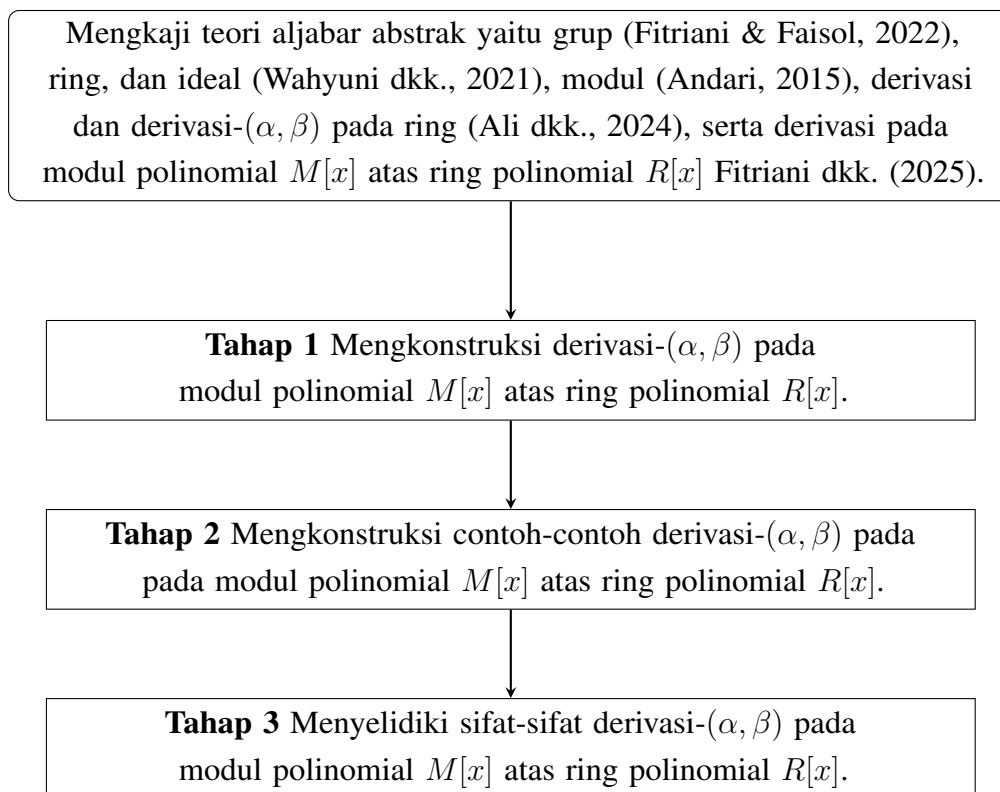 Mengkaji teori aljabar abstrak yaitu grup (Fitriani & Faisol, 2022),
ring, dan ideal (Wahyuni dkk., 2021), modul (Andari, 2015), derivasi
dan derivasi-(α, β) pada ring (Ali dkk., 2024), serta derivasi pada
modul polinomial M[x] atas ring polinomial R[x] Fitriani dkk. (2025).
Tahap 1 Mengkonstruksi derivasi-(α, β) pada
modul polinomial M[x] atas ring polinomial R[x].
Tahap 2 Mengkonstruksi contoh-contoh derivasi-(α, β) pada
pada modul polinomial M[x] atas ring polinomial R[x].
Tahap 3 Menyelidiki sifat-sifat derivasi-(α, β) pada
modul polinomial M[x] atas ring polinomial R[x].